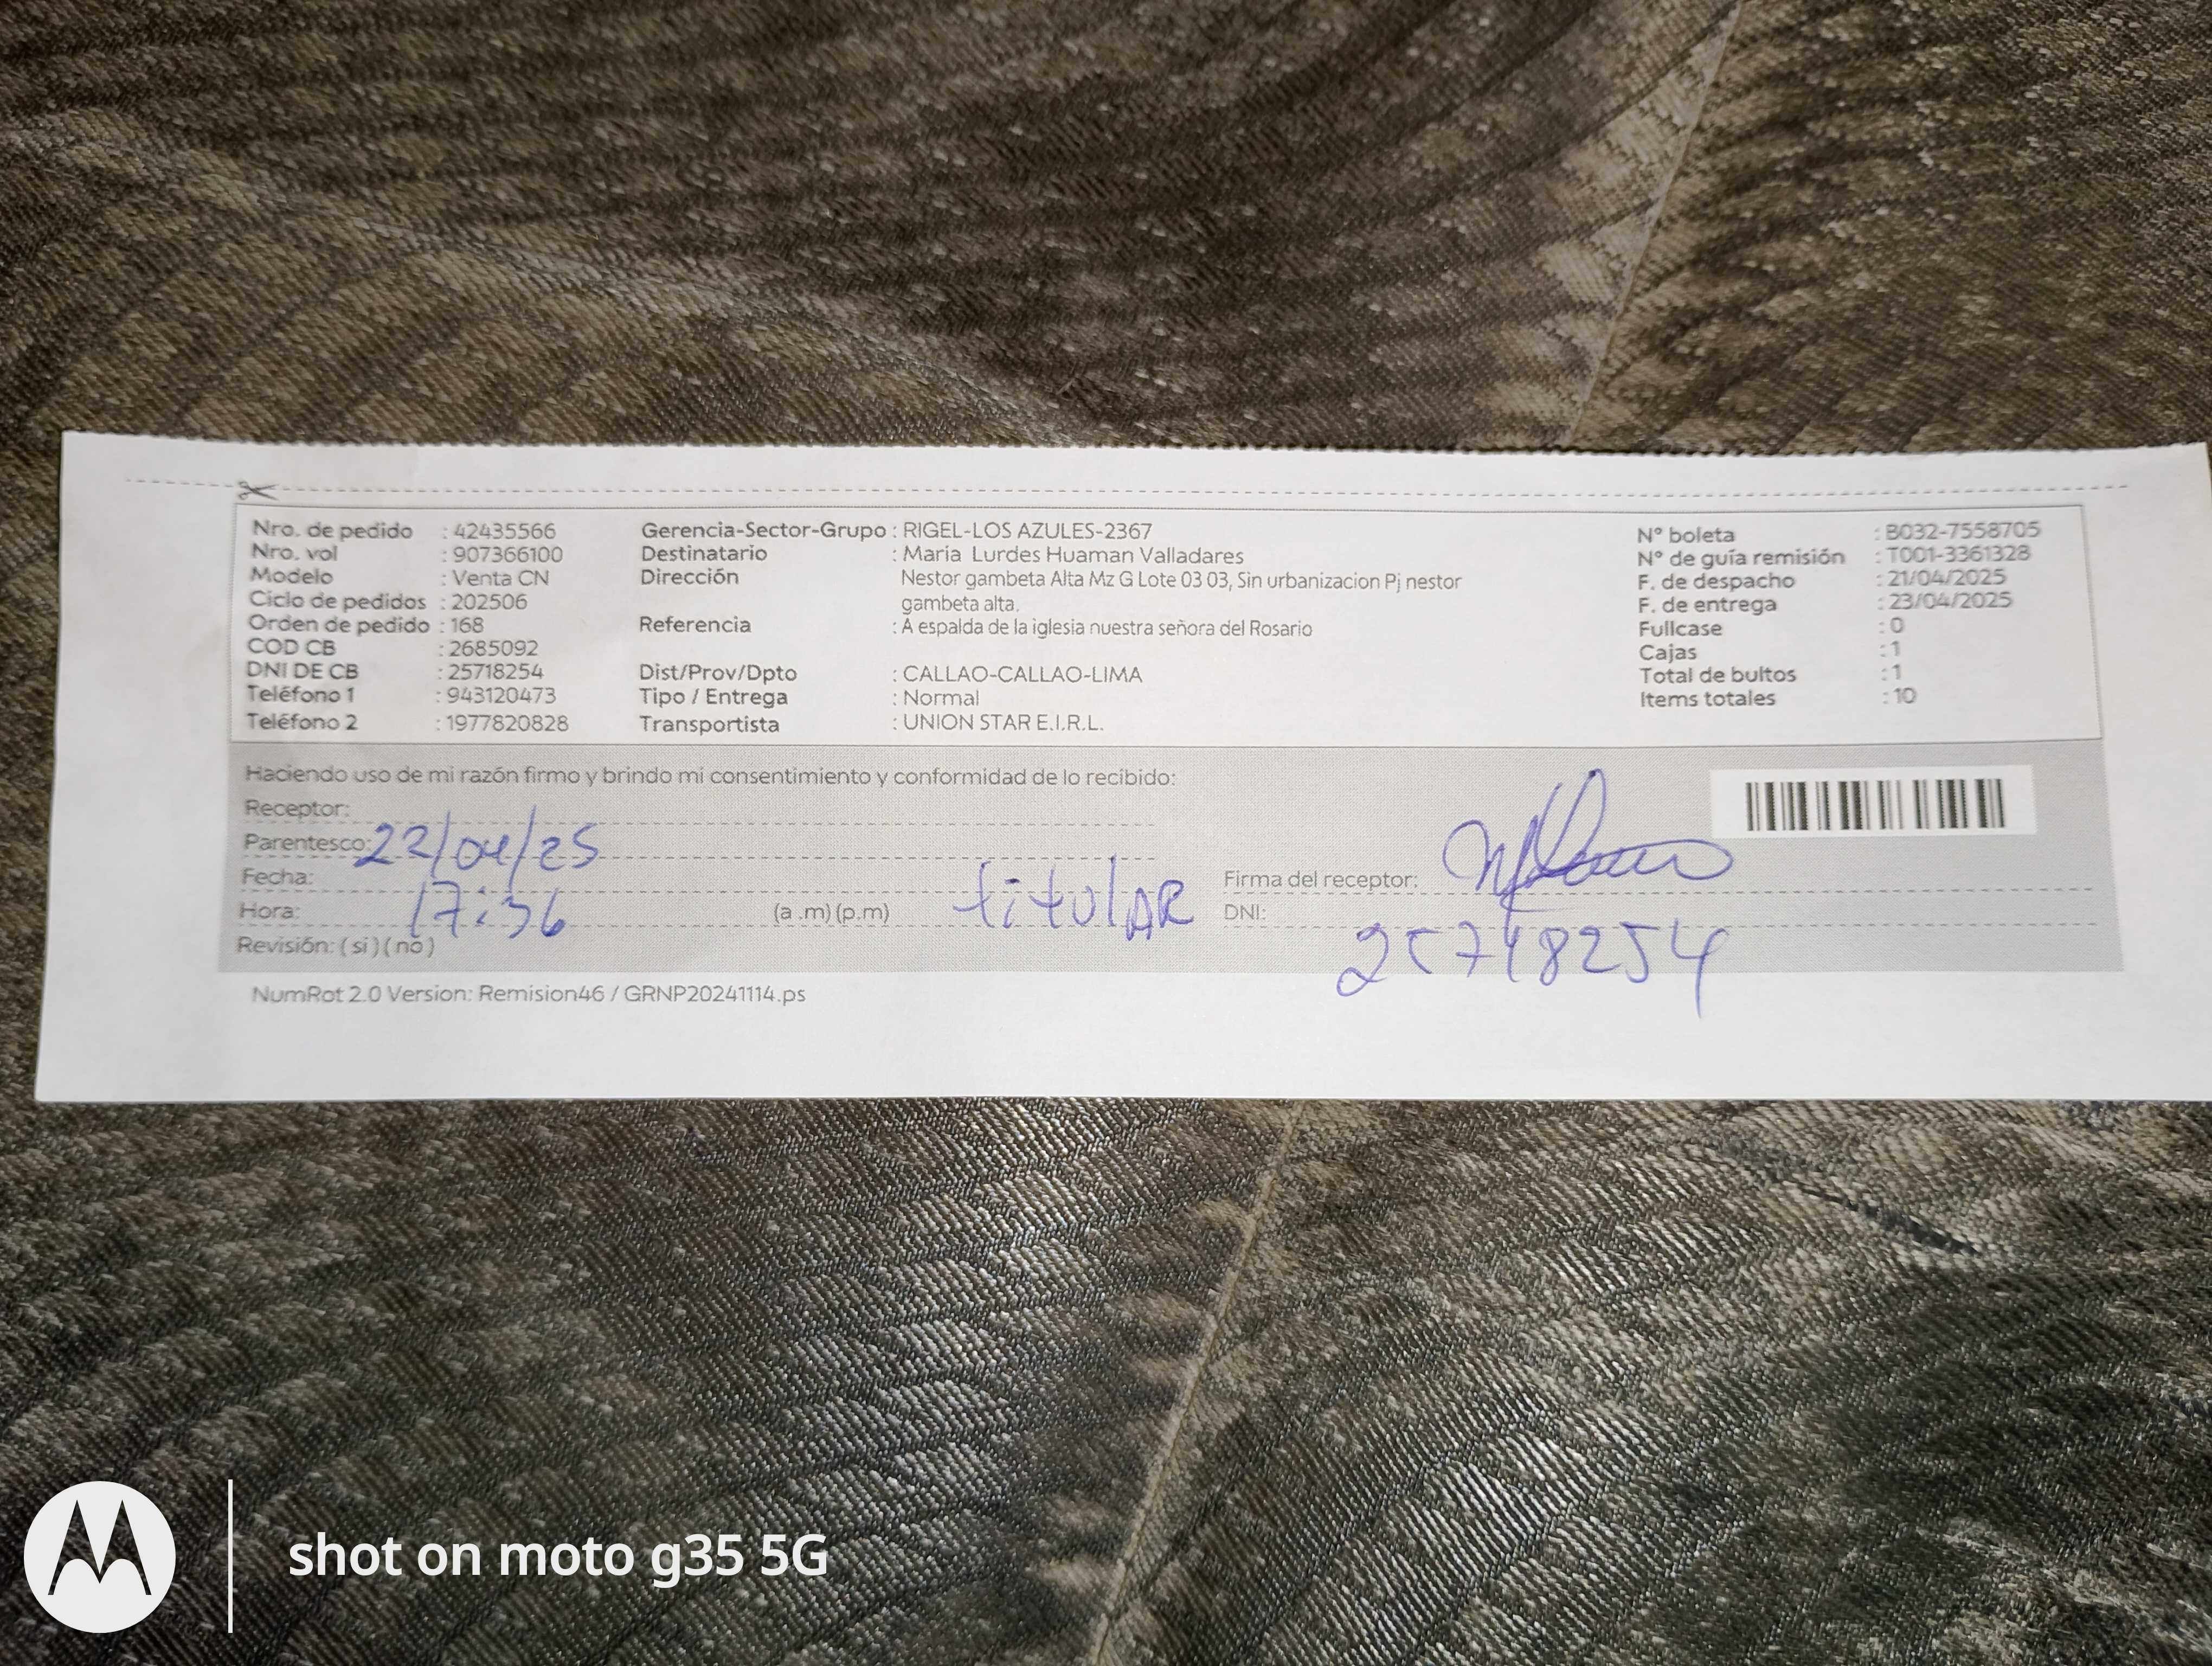 Nro. de pedido : 42435566 Gerencia-Sector-Grupo : RIGEL-LOS AZULES-2367 N° boleta : B032-7558705
Nro. vol : 907366100 Destinatario : Maria Lurdes Huaman Valladares N° de guía remisión : T001-3361328
Modelo : Venta CN Dirección Nestor gambeta Alta Mz G Lote 03 03, Sin urbanizacion Pj nestor F. de despacho : 21/04/2025
Ciclo de pedidos : 202506 gambeta alta. F. de entrega : 23/04/2025
Orden de pedido : 168 Referencia : A espalda de la iglesia nuestra señora del Rosario Fullcase : 0
COD CB : 2685092 Cajas : 1
DNI DE CB : 25718254 Dist/Prov/Dpto : CALLAO-CALLAO-LIMA Total de bultos : 1
Teléfono 1 : 943120473 Tipo / Entrega : Normal Items totales : 10
Teléfono 2 : 1977820828 Transportista : UNION STAR E.I.R.L.
Haciendo uso de mi razón firmo y brindo mi consentimiento y conformidad de lo recibido:
Receptor:
Parentesco: 22/04/25
Fecha: Firma del receptor:
Hora: 17:36 (a .m) (p.m) titulAR DNI: 25718254
Revisión: ( si ) ( no )
NumRot 2.0 Version: Remision46 / GRNP20241114.ps
shot on moto g35 5G